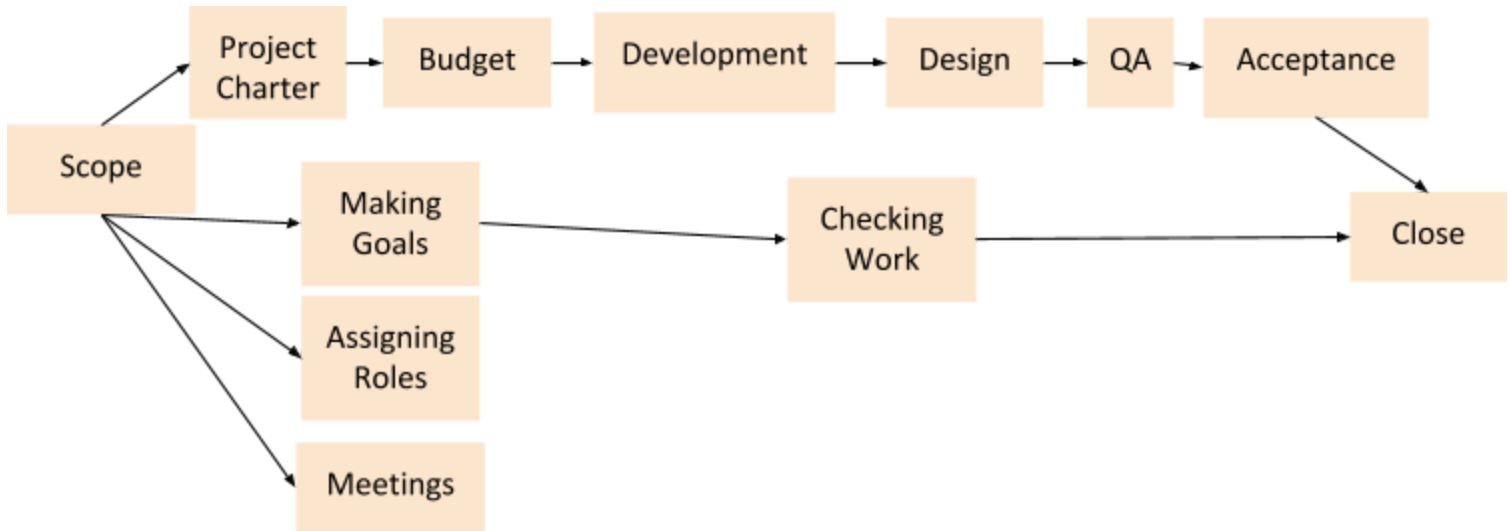 Project
Charter
Budget
Development
Design
QA
Acceptance
Scope
Making
Goals
Checking
Work
Close
Assigning
Roles
Meetings